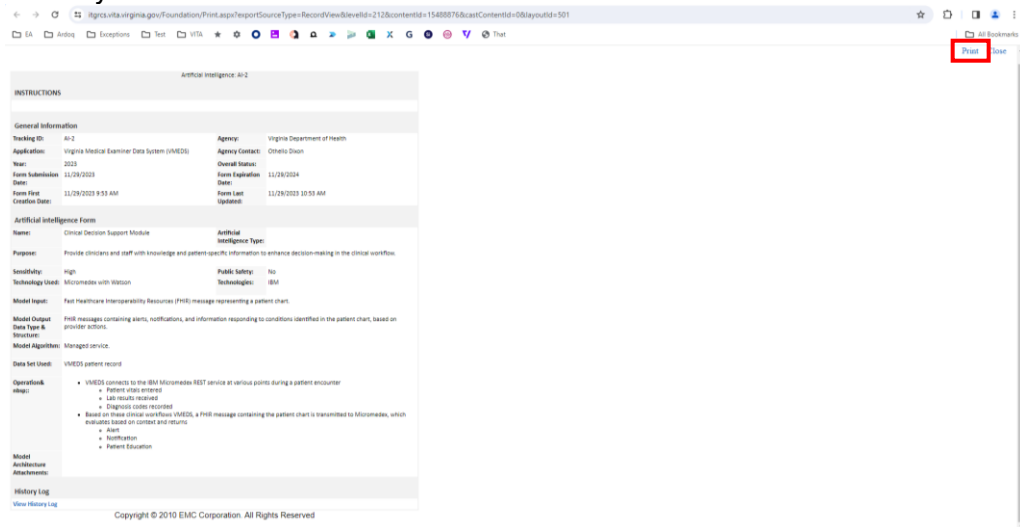 itgrcs.vita.virginia.gov/Foundation/Print.aspx?exportSourceType=RecordView&levelId=212&contentId=15488876&castContentId=0&layoutId=501
EA Ardoq Exceptions Test VITA That All Bookmarks
Print Close
Artificial Intelligence: AI-2
INSTRUCTIONS
General Information
Tracking ID: AI-2 Agency: Virginia Department of Health
Application: Virginia Medical Examiner Data System (VMEDS) Agency Contact: Othello Dixon
Year: 2023 Overall Status:
Form Submission 11/29/2023 Form Expiration 11/29/2024
Date: Date:
Form First 11/29/2023 9:53 AM Form Last 11/29/2023 10:53 AM
Creation Date: Updated:
Artificial intelligence Form
Name: Clinical Decision Support Module Artificial
Intelligence Type:
Purpose: Provide clinicians and staff with knowledge and patient-specific information to enhance decision-making in the clinical workflow.
Sensitivity: High Public Safety: No
Technology Used: Micromedex with Watson Technologies: IBM
Model Input: Fast Healthcare Interoperability Resources (FHIR) message representing a patient chart.
Model Output FHIR messages containing alerts, notifications, and information responding to conditions identified in the patient chart, based on
Data Type & provider actions.
Structure:
Model Algorithm: Managed service.
Data Set Used: VMEDS patient record
Operation& • VMEDS connects to the IBM Micromedex REST service at various points during a patient encounter
nbsp;: • Patient vitals entered
• Lab results received
• Diagnosis codes recorded
• Based on these clinical workflows VMEDS, a FHIR message containing the patient chart is transmitted to Micromedex, which
evaluates based on context and returns
• Alert
• Notification
• Patient Education
Model
Architecture
Attachments:
History Log
View History Log
Copyright © 2010 EMC Corporation. All Rights Reserved